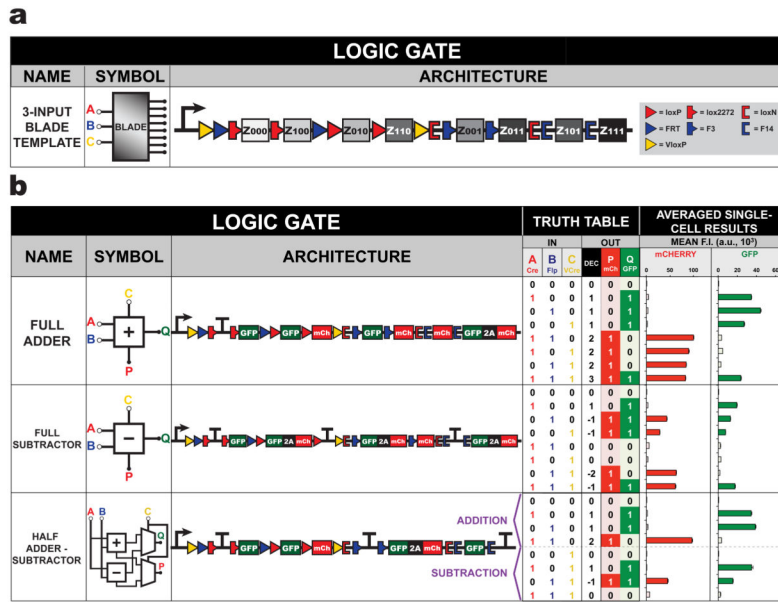 a
LOGIC GATE
NAME SYMBOL ARCHITECTURE
3-INPUT
BLADE
TEMPLATE
A
B
C
BLADE
Z000 Z100 Z010 Z110 Z001 Z011 Z101 Z111
= loxP = lox2272 = loxN
= FRT = F3 = F14
= VloxP
b
LOGIC GATE TRUTH TABLE AVERAGED SINGLE-
CELL RESULTS
IN OUT MEAN F.I. (a.u., 10³)
NAME SYMBOL ARCHITECTURE
A B C DEC P Q mCHERRY GFP
Cre Flp VCre mCh GFP 0 50 100 0 20 40 60
FULL
ADDER
C
A
B
+
Q
P
GFP GFP mCh GFP mCh mCh GFP 2A mCh
0 0 0 0 0 0
1 0 0 1 0 1
0 1 0 1 0 1
0 0 1 1 0 1
1 1 0 2 1 0
1 0 1 2 1 0
0 1 1 2 1 0
1 1 1 3 1 1
FULL
SUBTRACTOR
C
A
B
−
Q
P
GFP GFP 2A mCh GFP 2A mCh mCh GFP 2A mCh
0 0 0 0 0 0
1 0 0 1 0 1
0 1 0 -1 1 1
0 0 1 -1 1 1
1 1 0 0 0 0
1 0 1 0 0 0
0 1 1 -2 1 0
1 1 1 -1 1 1
HALF
ADDER -
SUBTRACTOR
A B C
+
Q
−
P
GFP GFP mCh GFP 2A mCh GFP
ADDITION
0 0 0 0 0 0
1 0 0 1 0 1
0 1 0 1 0 1
1 1 0 2 1 0
SUBTRACTION
0 0 1 0 0 0
1 0 1 1 0 1
0 1 1 -1 1 1
1 1 1 0 0 0